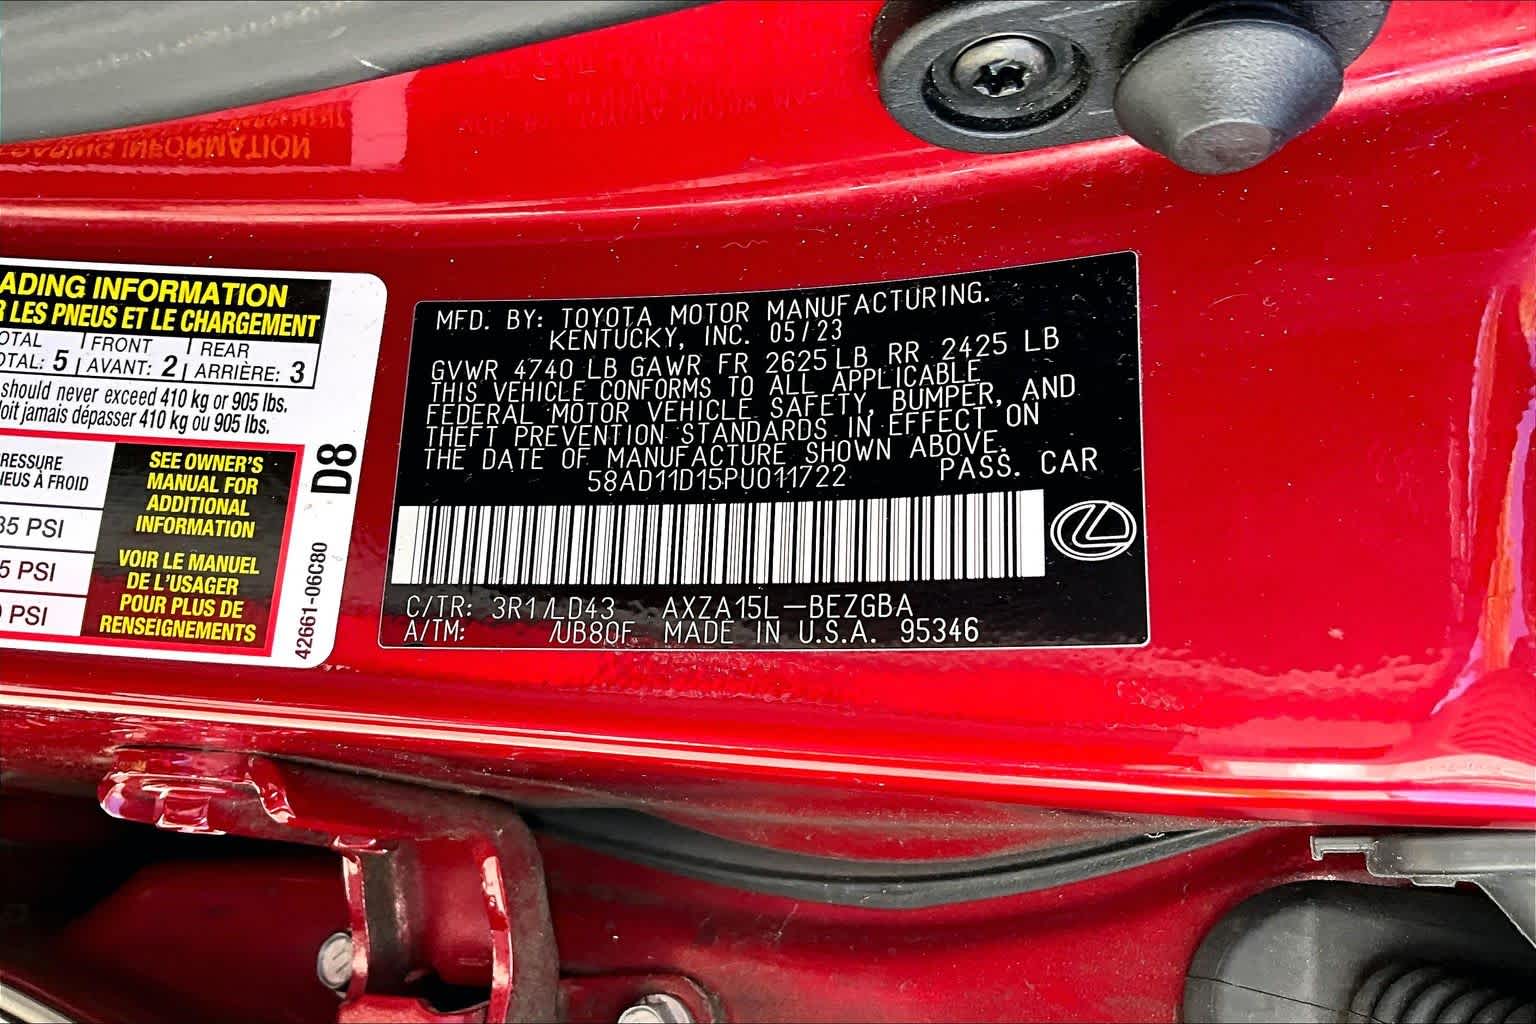 ADING INFORMATION
R LES PNEUS ET LE CHARGEMENT
OTAL FRONT REAR
OTAL: 5 AVANT: 2 ARRIÈRE: 3
should never exceed 410 kg or 905 lbs.
doit jamais dépasser 410 kg ou 905 lbs.
RESSURE
NEUS À FROID
35 PSI
5 PSI
PSI
SEE OWNER'S
MANUAL FOR
ADDITIONAL
INFORMATION
VOIR LE MANUEL
DE L'USAGER
POUR PLUS DE
RENSEIGNEMENTS
D8
42661-06C80
MFD. BY: TOYOTA MOTOR MANUFACTURING.
KENTUCKY, INC. 05/23
GVWR 4740 LB GAWR FR 2625 LB RR 2425 LB
THIS VEHICLE CONFORMS TO ALL APPLICABLE
FEDERAL MOTOR VEHICLE SAFETY, BUMPER, AND
THEFT PREVENTION STANDARDS IN EFFECT ON
THE DATE OF MANUFACTURE SHOWN ABOVE.
58AD11D15PU011722 PASS. CAR
C/TR: 3R1/LD43 AXZA15L-BEZGBA
A/TM: /UB80F MADE IN U.S.A. 95346